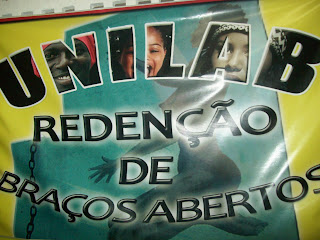 UNILAB
REDENÇÃO
DE
BRAÇOS ABERTOS